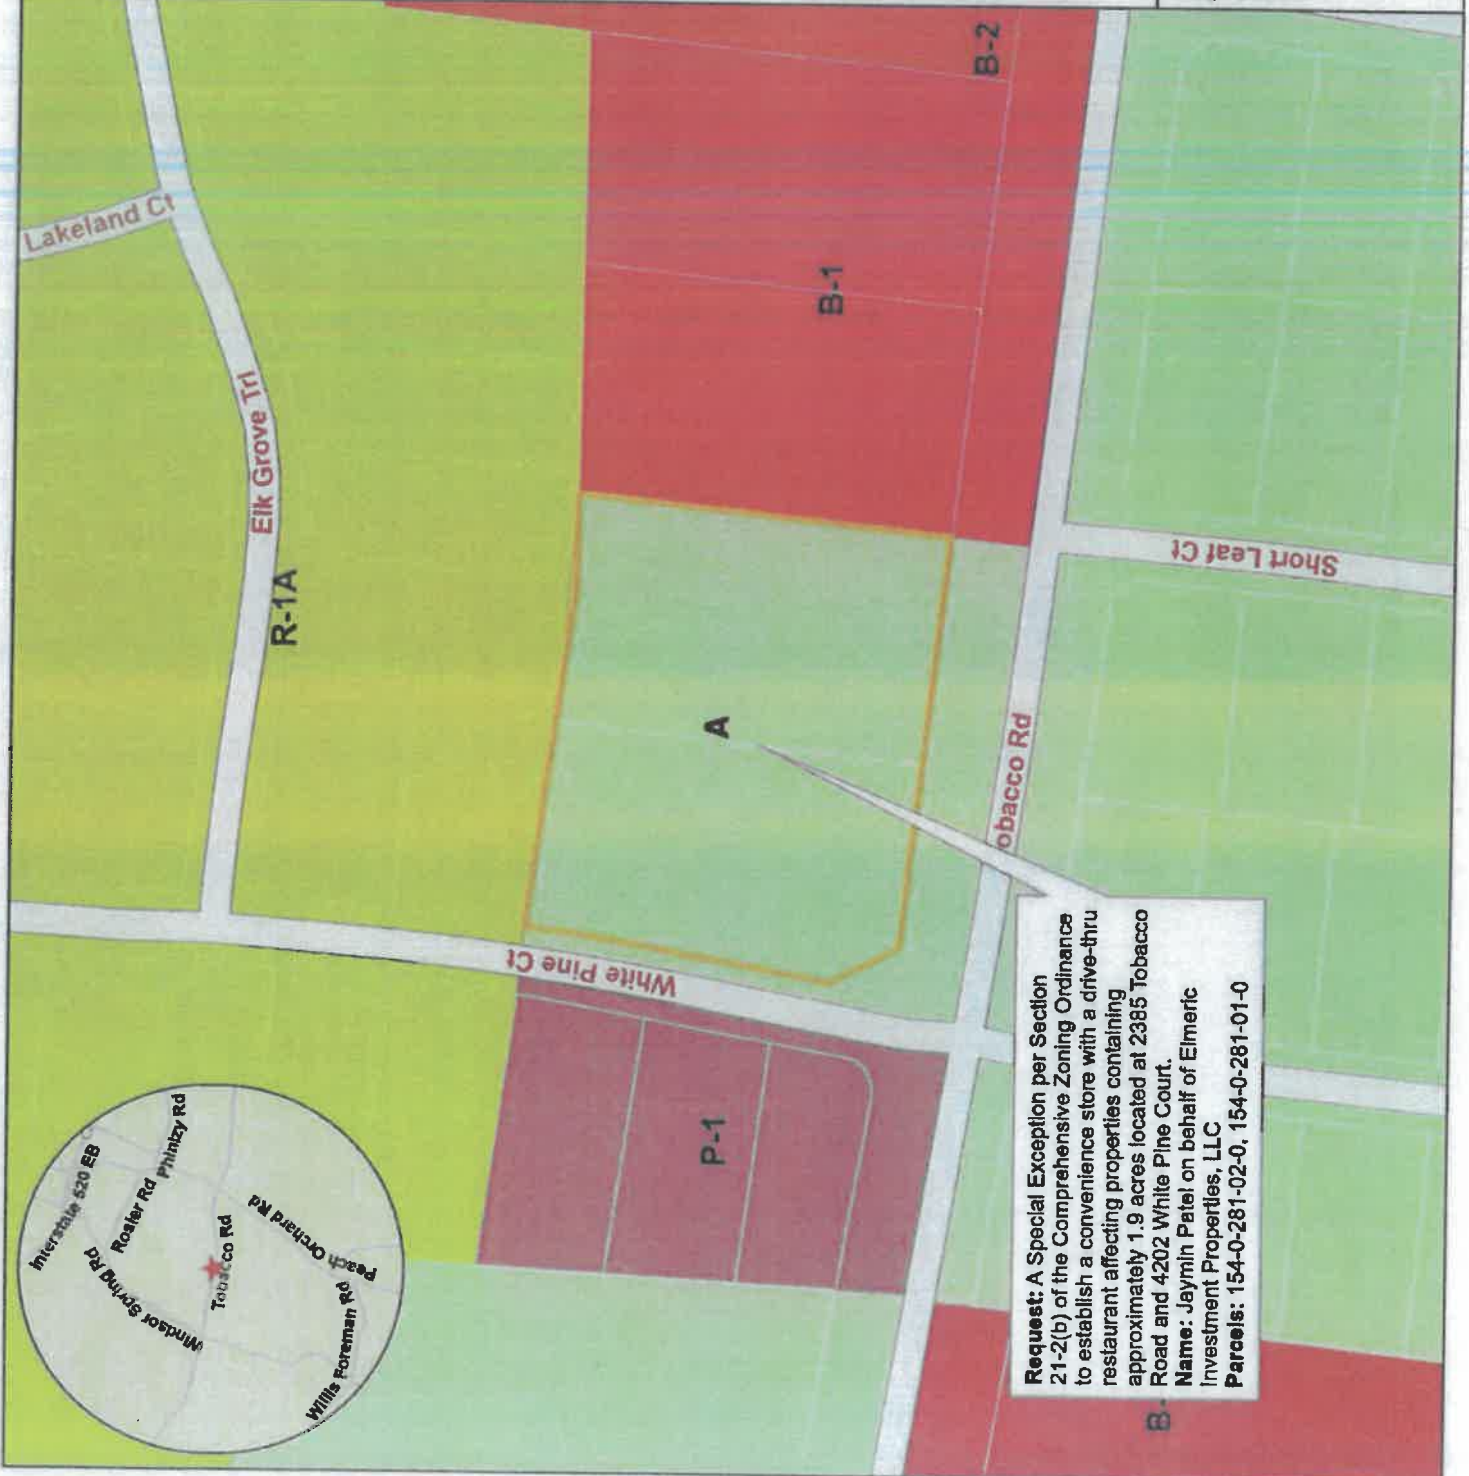 Lakeland Ct
Elk Grove Trl
R-1A
B-2
B-1
A
White Pine Ct
obacco Rd
Short Leaf Ct
P-1
B-
Interstate 520 EB
Phinizy Rd
Rosier Rd
Windsor Spring Rd
Tobacco Rd
Peach Orchard Rd
Willis Foreman Rd
Request: A Special Exception per Section
21-2(b) of the Comprehensive Zoning Ordinance
to establish a convenience store with a drive-thru
restaurant affecting properties containing
approximately 1.9 acres located at 2385 Tobacco
Road and 4202 White Pine Court.
Name: Jaymin Patel on behalf of Elmeric
Investment Properties, LLC
Parcels: 154-0-281-02-0, 154-0-281-01-0